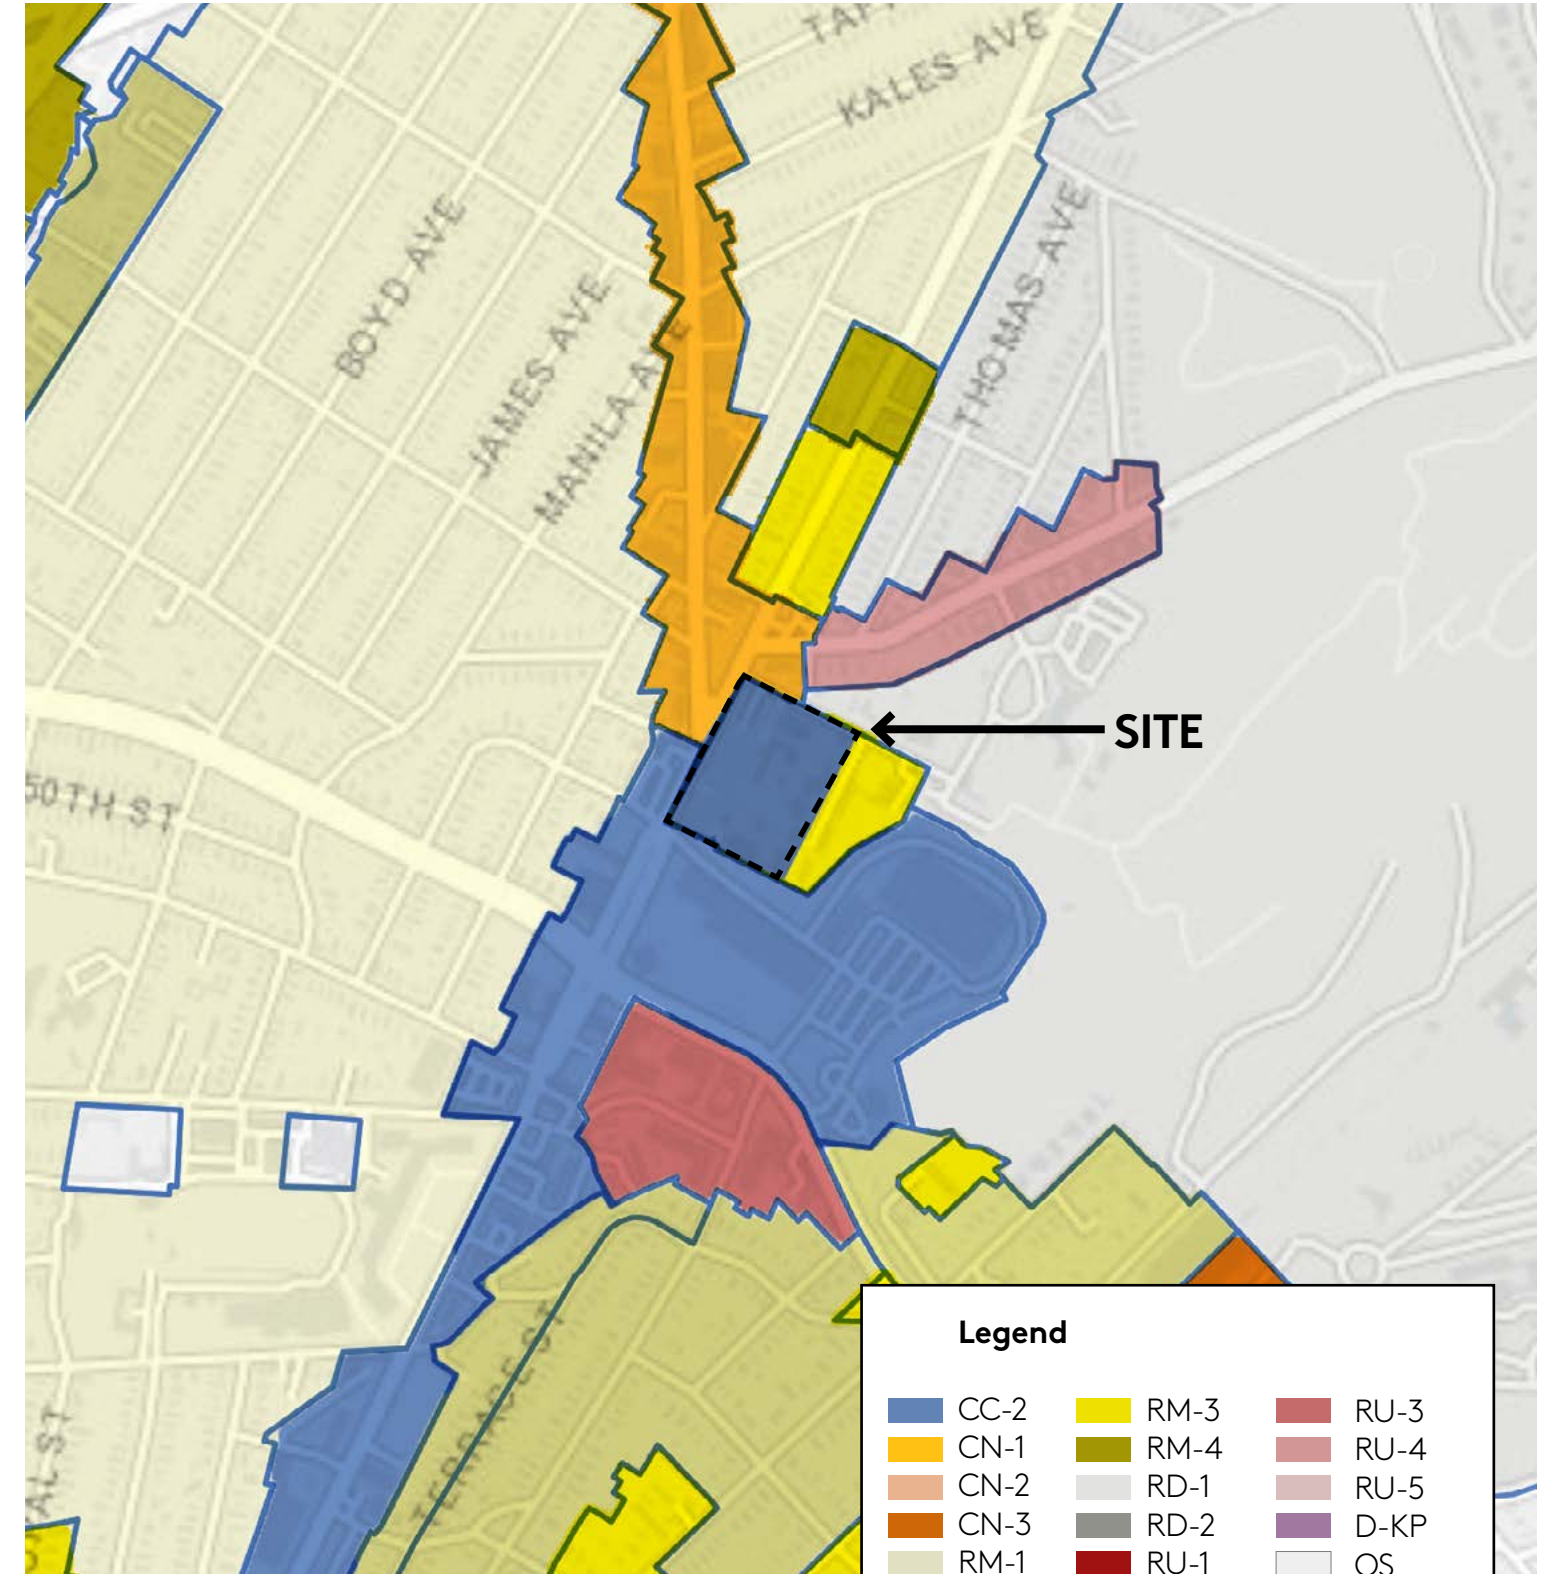 KALES AVE
BOYD AVE
THOMAS AVE
JAMES AVE
MANILA AVE
SITE
50TH ST
TERRACE ST
Legend
CC-2
CN-1
CN-2
CN-3
RM-1
RM-3
RM-4
RD-1
RD-2
RU-1
RU-3
RU-4
RU-5
D-KP
OS